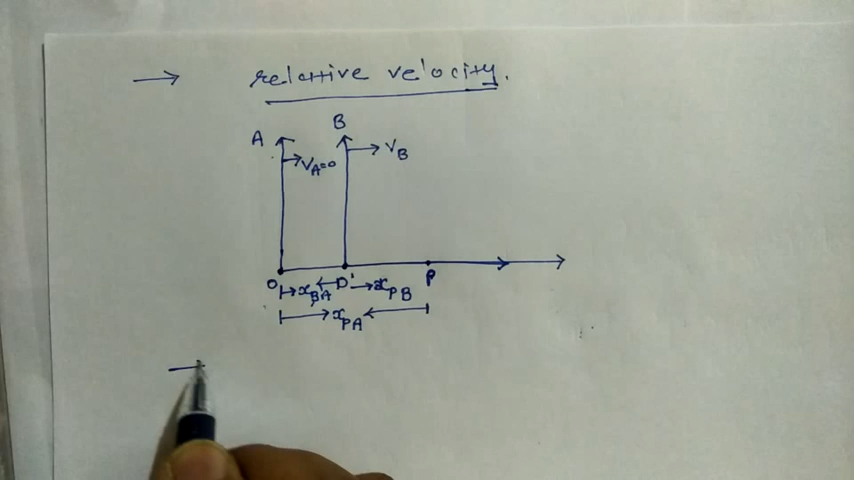 → relative velocity.
A B
V_A=0 V_B
O O' P
x_BA x_PB
x_PA